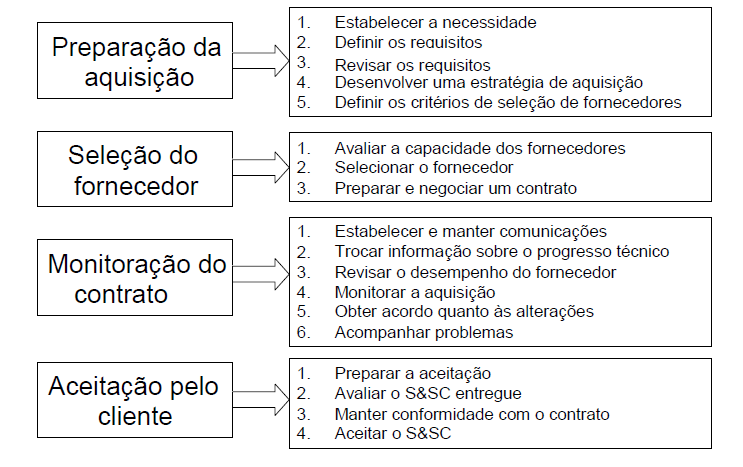 Preparação da
aquisição
1. Estabelecer a necessidade
2. Definir os requisitos
3. Revisar os requisitos
4. Desenvolver uma estratégia de aquisição
5. Definir os critérios de seleção de fornecedores
Seleção do
fornecedor
1. Avaliar a capacidade dos fornecedores
2. Selecionar o fornecedor
3. Preparar e negociar um contrato
Monitoração do
contrato
1. Estabelecer e manter comunicações
2. Trocar informação sobre o progresso técnico
3. Revisar o desempenho do fornecedor
4. Monitorar a aquisição
5. Obter acordo quanto às alterações
6. Acompanhar problemas
Aceitação pelo
cliente
1. Preparar a aceitação
2. Avaliar o S&SC entregue
3. Manter conformidade com o contrato
4. Aceitar o S&SC